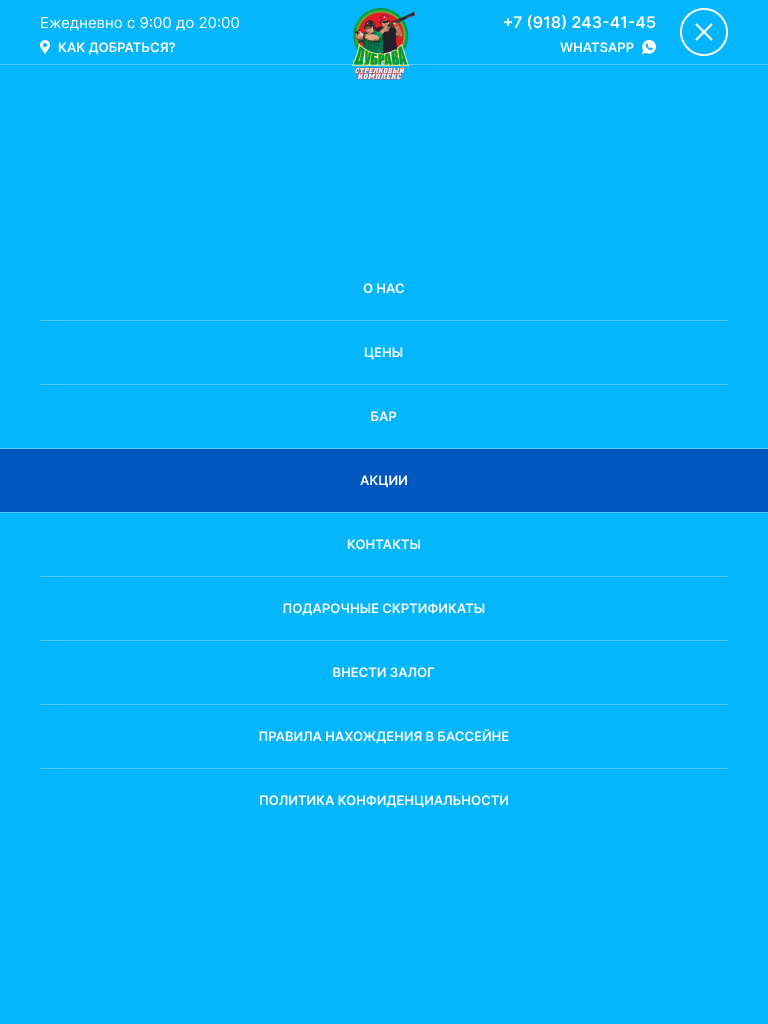 Ежедневно с 9:00 до 20:00
КАК ДОБРАТЬСЯ?
ДУБРАВА
СТРЕЛКОВЫЙ
КОМПЛЕКС
+7 (918) 243-41-45
WHATSAPP
О НАС
ЦЕНЫ
БАР
АКЦИИ
КОНТАКТЫ
ПОДАРОЧНЫЕ СКРТИФИКАТЫ
ВНЕСТИ ЗАЛОГ
ПРАВИЛА НАХОЖДЕНИЯ В БАССЕЙНЕ
ПОЛИТИКА КОНФИДЕНЦИАЛЬНОСТИ